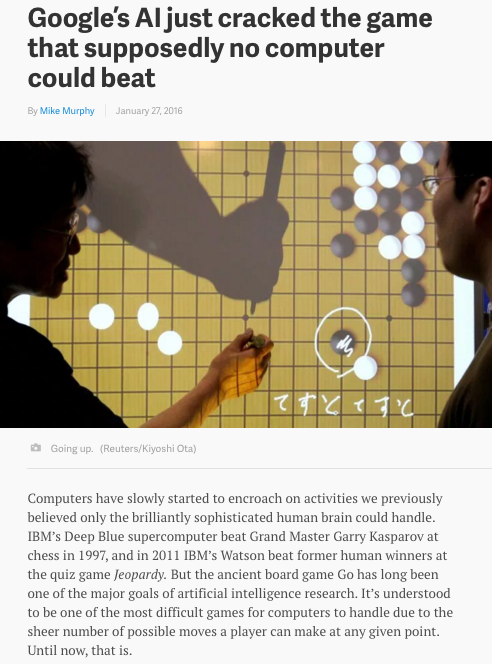 Google's AI just cracked the game
that supposedly no computer
could beat
By Mike Murphy January 27, 2016
てすとてすと
Going up. (Reuters/Kiyoshi Ota)
Computers have slowly started to encroach on activities we previously
believed only the brilliantly sophisticated human brain could handle.
IBM's Deep Blue supercomputer beat Grand Master Garry Kasparov at
chess in 1997, and in 2011 IBM's Watson beat former human winners at
the quiz game Jeopardy. But the ancient board game Go has long been
one of the major goals of artificial intelligence research. It's understood
to be one of the most difficult games for computers to handle due to the
sheer number of possible moves a player can make at any given point.
Until now, that is.